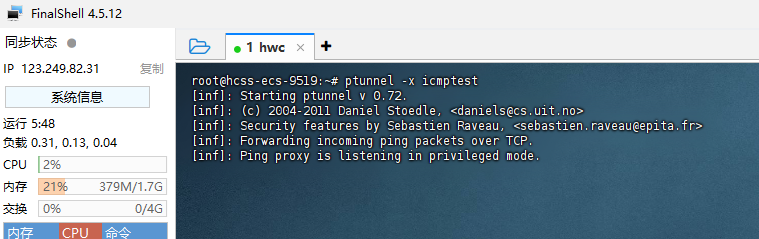 FinalShell 4.5.12
同步状态
IP 123.249.82.31 复制
系统信息
运行 5:48
负载 0.31, 0.13, 0.04
CPU 2%
内存 21% 379M/1.7G
交换 0% 0/4G
内存 CPU 命令
1 hwc × +
root@hcss-ecs-9519:~# ptunnel -x icmptest
[inf]: Starting ptunnel v 0.72.
[inf]: (c) 2004-2011 Daniel Stoedle, <daniels@cs.uit.no>
[inf]: Security features by Sebastien Raveau, <sebastien.raveau@epita.fr>
[inf]: Forwarding incoming ping packets over TCP.
[inf]: Ping proxy is listening in privileged mode.